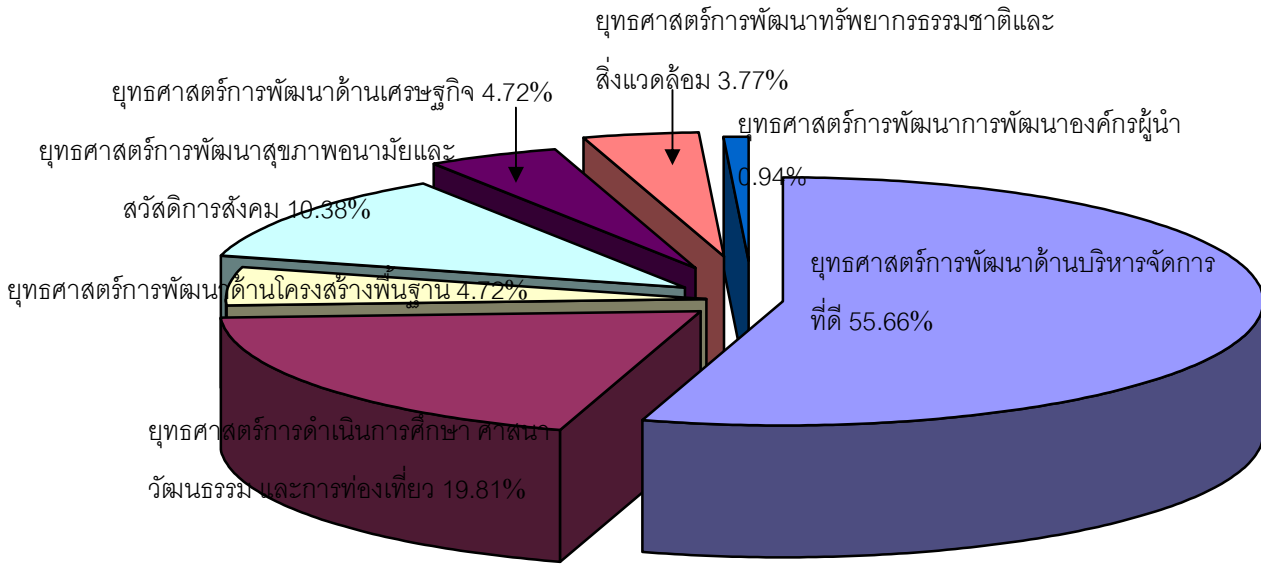 ยุทธศาสตร์การพัฒนาทรัพยากรธรรมชาติและ
สิ่งแวดล้อม 3.77%
ยุทธศาสตร์การพัฒนาด้านเศรษฐกิจ 4.72%
ยุทธศาสตร์การพัฒนาการพัฒนาองค์กรผู้นำ
0.94%
ยุทธศาสตร์การพัฒนาสุขภาพอนามัยและ
สวัสดิการสังคม 10.38%
ยุทธศาสตร์การพัฒนาด้านบริหารจัดการ
ที่ดี 55.66%
ยุทธศาสตร์การพัฒนาด้านโครงสร้างพื้นฐาน 4.72%
ยุทธศาสตร์การดำเนินการศึกษา ศาสนา
วัฒนธรรม และการท่องเที่ยว 19.81%